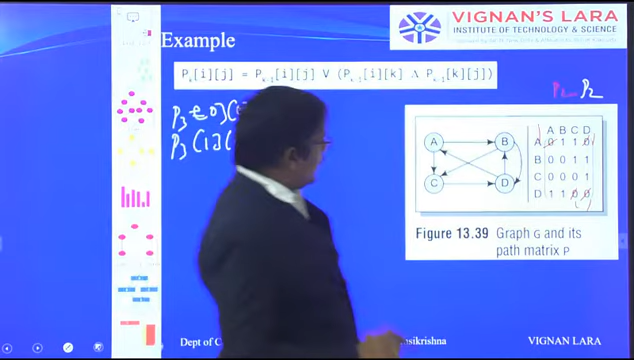 VIGNAN'S LARA
INSTITUTE OF TECHNOLOGY & SCIENCE
Example
Pₖ[i][j] = Pₖ₋₁[i][j] V (Pₖ₋₁[i][k] Λ Pₖ₋₁[k][j])
P₂
A B C D
A 0 1 1 0
B 0 0 1 1
C 0 0 0 1
D 1 1 0 0
A B
C D
Figure 13.39 Graph G and its
path matrix P
Dept of C
asikrishna
VIGNAN LARA